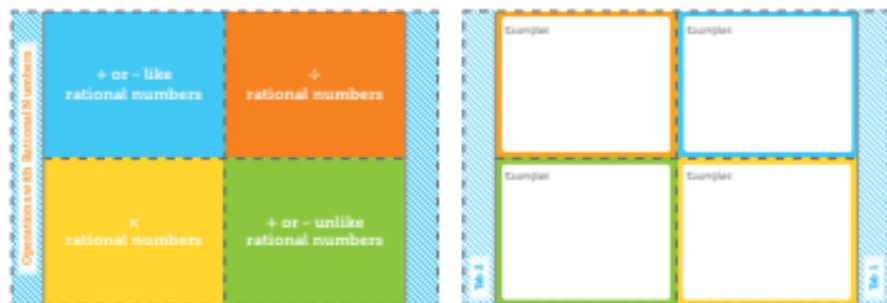 Operations with Rational Numbers
+ or – like
rational numbers
÷
rational numbers
×
rational numbers
+ or – unlike
rational numbers
Examples
Examples
Examples
Examples
Tab 2
Tab 1